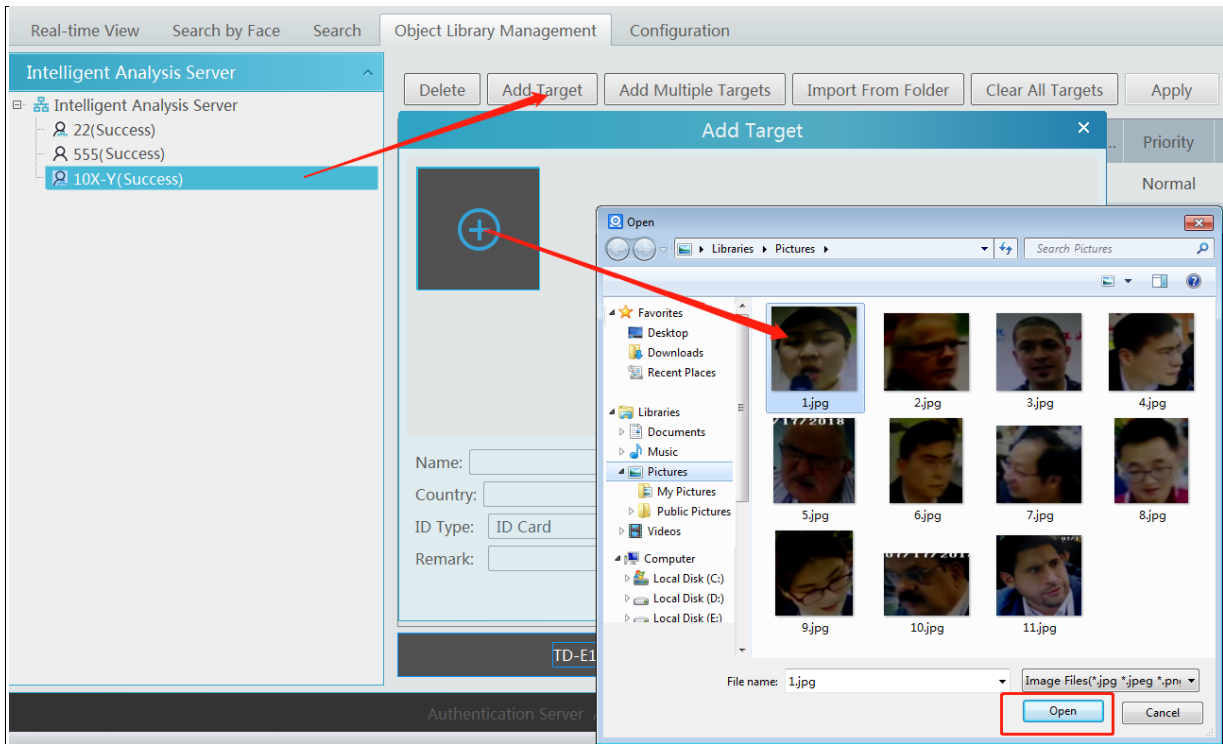 Real-time View Search by Face Search Object Library Management Configuration
Intelligent Analysis Server
Intelligent Analysis Server
22(Success)
555(Success)
10X-Y(Success)
Delete Add Target Add Multiple Targets Import From Folder Clear All Targets Apply
Add Target
.. Priority
Normal
Name:
Country:
ID Type: ID Card
Remark:
TD-E1
Authentication Server
Open
Libraries Pictures
Search Pictures
Favorites
Desktop
Downloads
Recent Places
Libraries
Documents
Music
Pictures
My Pictures
Public Pictures
Videos
Computer
Local Disk (C:)
Local Disk (D:)
Local Disk (E:)
1.jpg 2.jpg 3.jpg 4.jpg
/17/2018
5.jpg 6.jpg 7.jpg 8.jpg
9.jpg 10.jpg 11.jpg
File name: 1.jpg
Image Files(*.jpg *.jpeg *.pn
Open Cancel